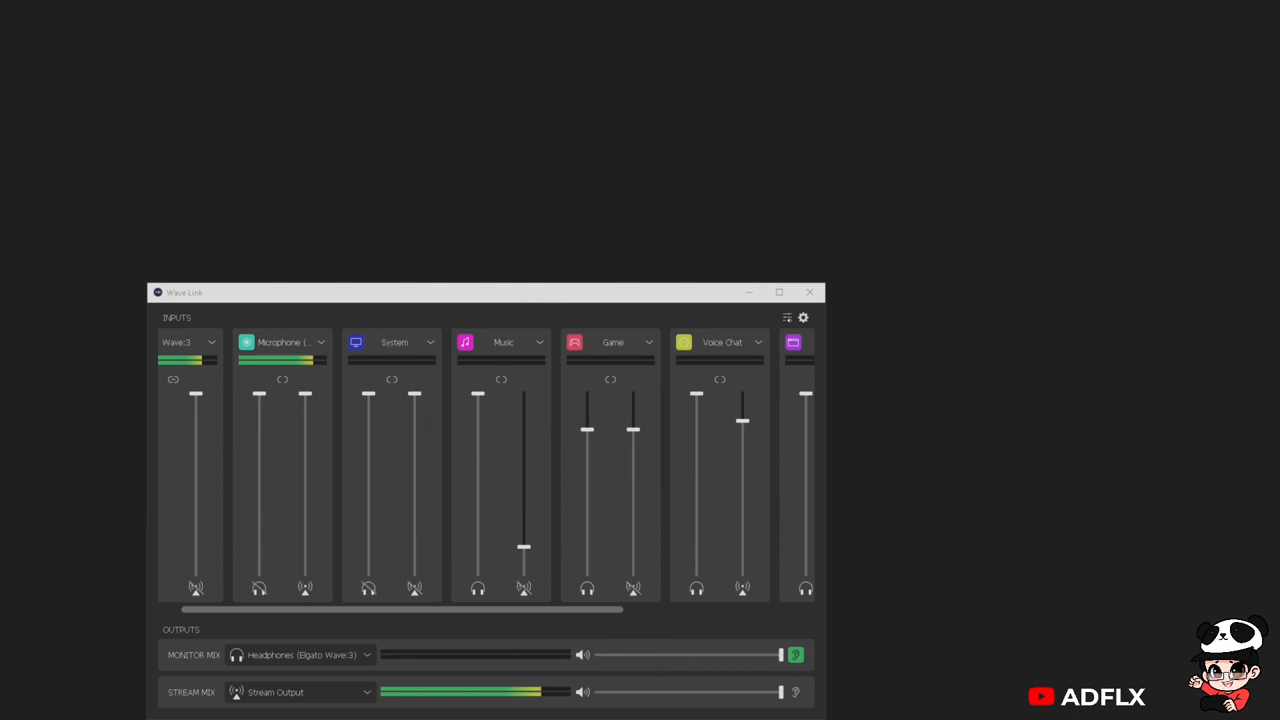 Wave Link
INPUTS
Wave:3
Microphone (...
System
Music
Game
Voice Chat
OUTPUTS
MONITOR MIX
Headphones (Elgato Wave:3)
STREAM MIX
Stream Output
ADFLX